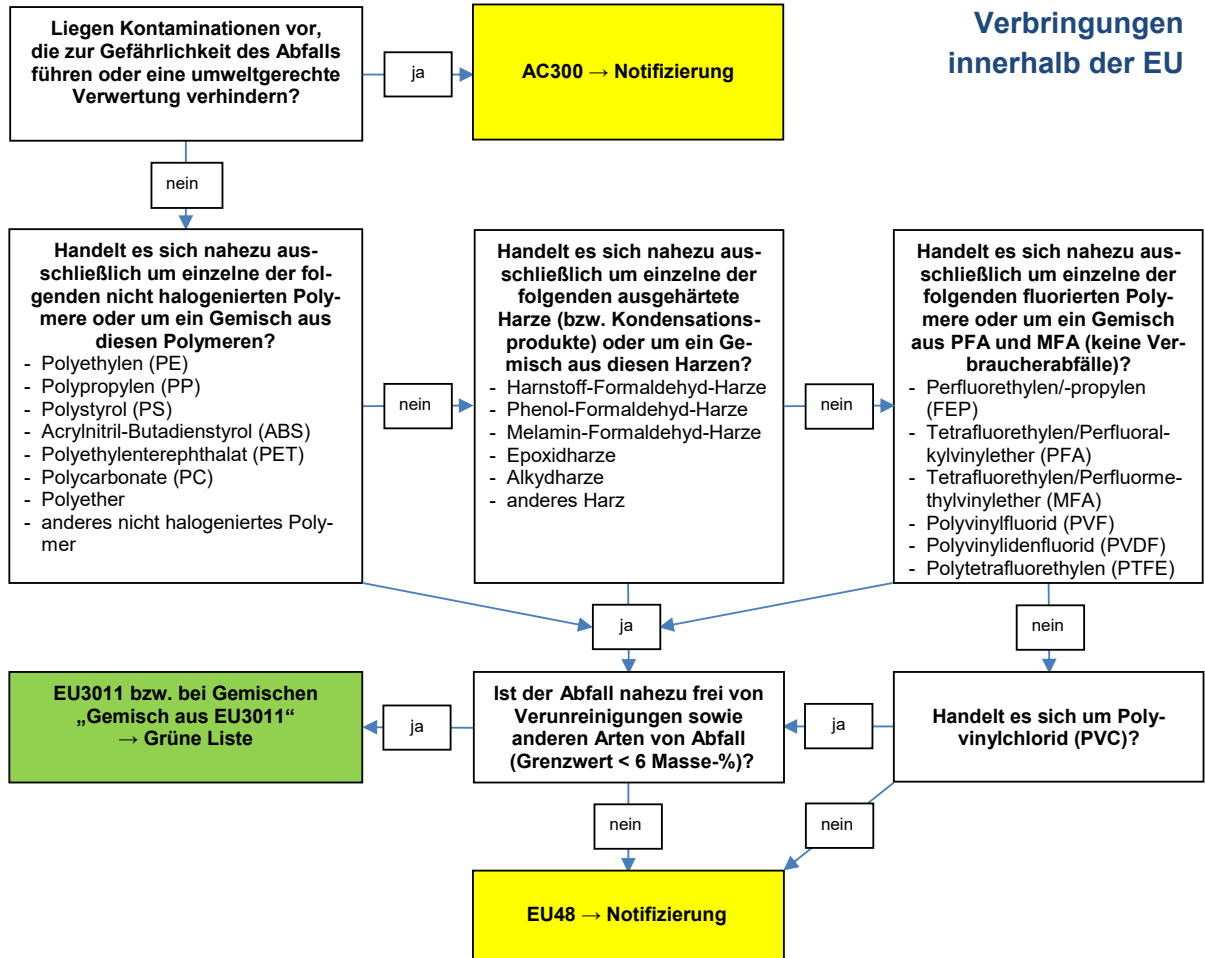 Verbringungen
innerhalb der EU
Liegen Kontaminationen vor,
die zur Gefährlichkeit des Abfalls
führen oder eine umweltgerechte
Verwertung verhindern?
ja
AC300 → Notifizierung
nein
Handelt es sich nahezu aus-
schließlich um einzelne der fol-
genden nicht halogenierten Poly-
mere oder um ein Gemisch aus
diesen Polymeren?
- Polyethylen (PE)
- Polypropylen (PP)
- Polystyrol (PS)
- Acrylnitril-Butadienstyrol (ABS)
- Polyethylenterephthalat (PET)
- Polycarbonate (PC)
- Polyether
- anderes nicht halogeniertes Poly-
mer
nein
Handelt es sich nahezu aus-
schließlich um einzelne der
folgenden ausgehärtete
Harze (bzw. Kondensations-
produkte) oder um ein Ge-
misch aus diesen Harzen?
- Harnstoff-Formaldehyd-Harze
- Phenol-Formaldehyd-Harze
- Melamin-Formaldehyd-Harze
- Epoxidharze
- Alkydharze
- anderes Harz
nein
Handelt es sich nahezu aus-
schließlich um einzelne der
folgenden fluorierten Poly-
mere oder um ein Gemisch
aus PFA und MFA (keine Ver-
braucherabfälle)?
- Perfluorethylen/-propylen
(FEP)
- Tetrafluorethylen/Perfluoral-
kylvinylether (PFA)
- Tetrafluorethylen/Perfluorme-
thylvinylether (MFA)
- Polyvinylfluorid (PVF)
- Polyvinylidenfluorid (PVDF)
- Polytetrafluorethylen (PTFE)
ja
nein
EU3011 bzw. bei Gemischen
„Gemisch aus EU3011“
→ Grüne Liste
ja
Ist der Abfall nahezu frei von
Verunreinigungen sowie
anderen Arten von Abfall
(Grenzwert < 6 Masse-%)?
ja
Handelt es sich um Poly-
vinylchlorid (PVC)?
nein
nein
EU48 → Notifizierung